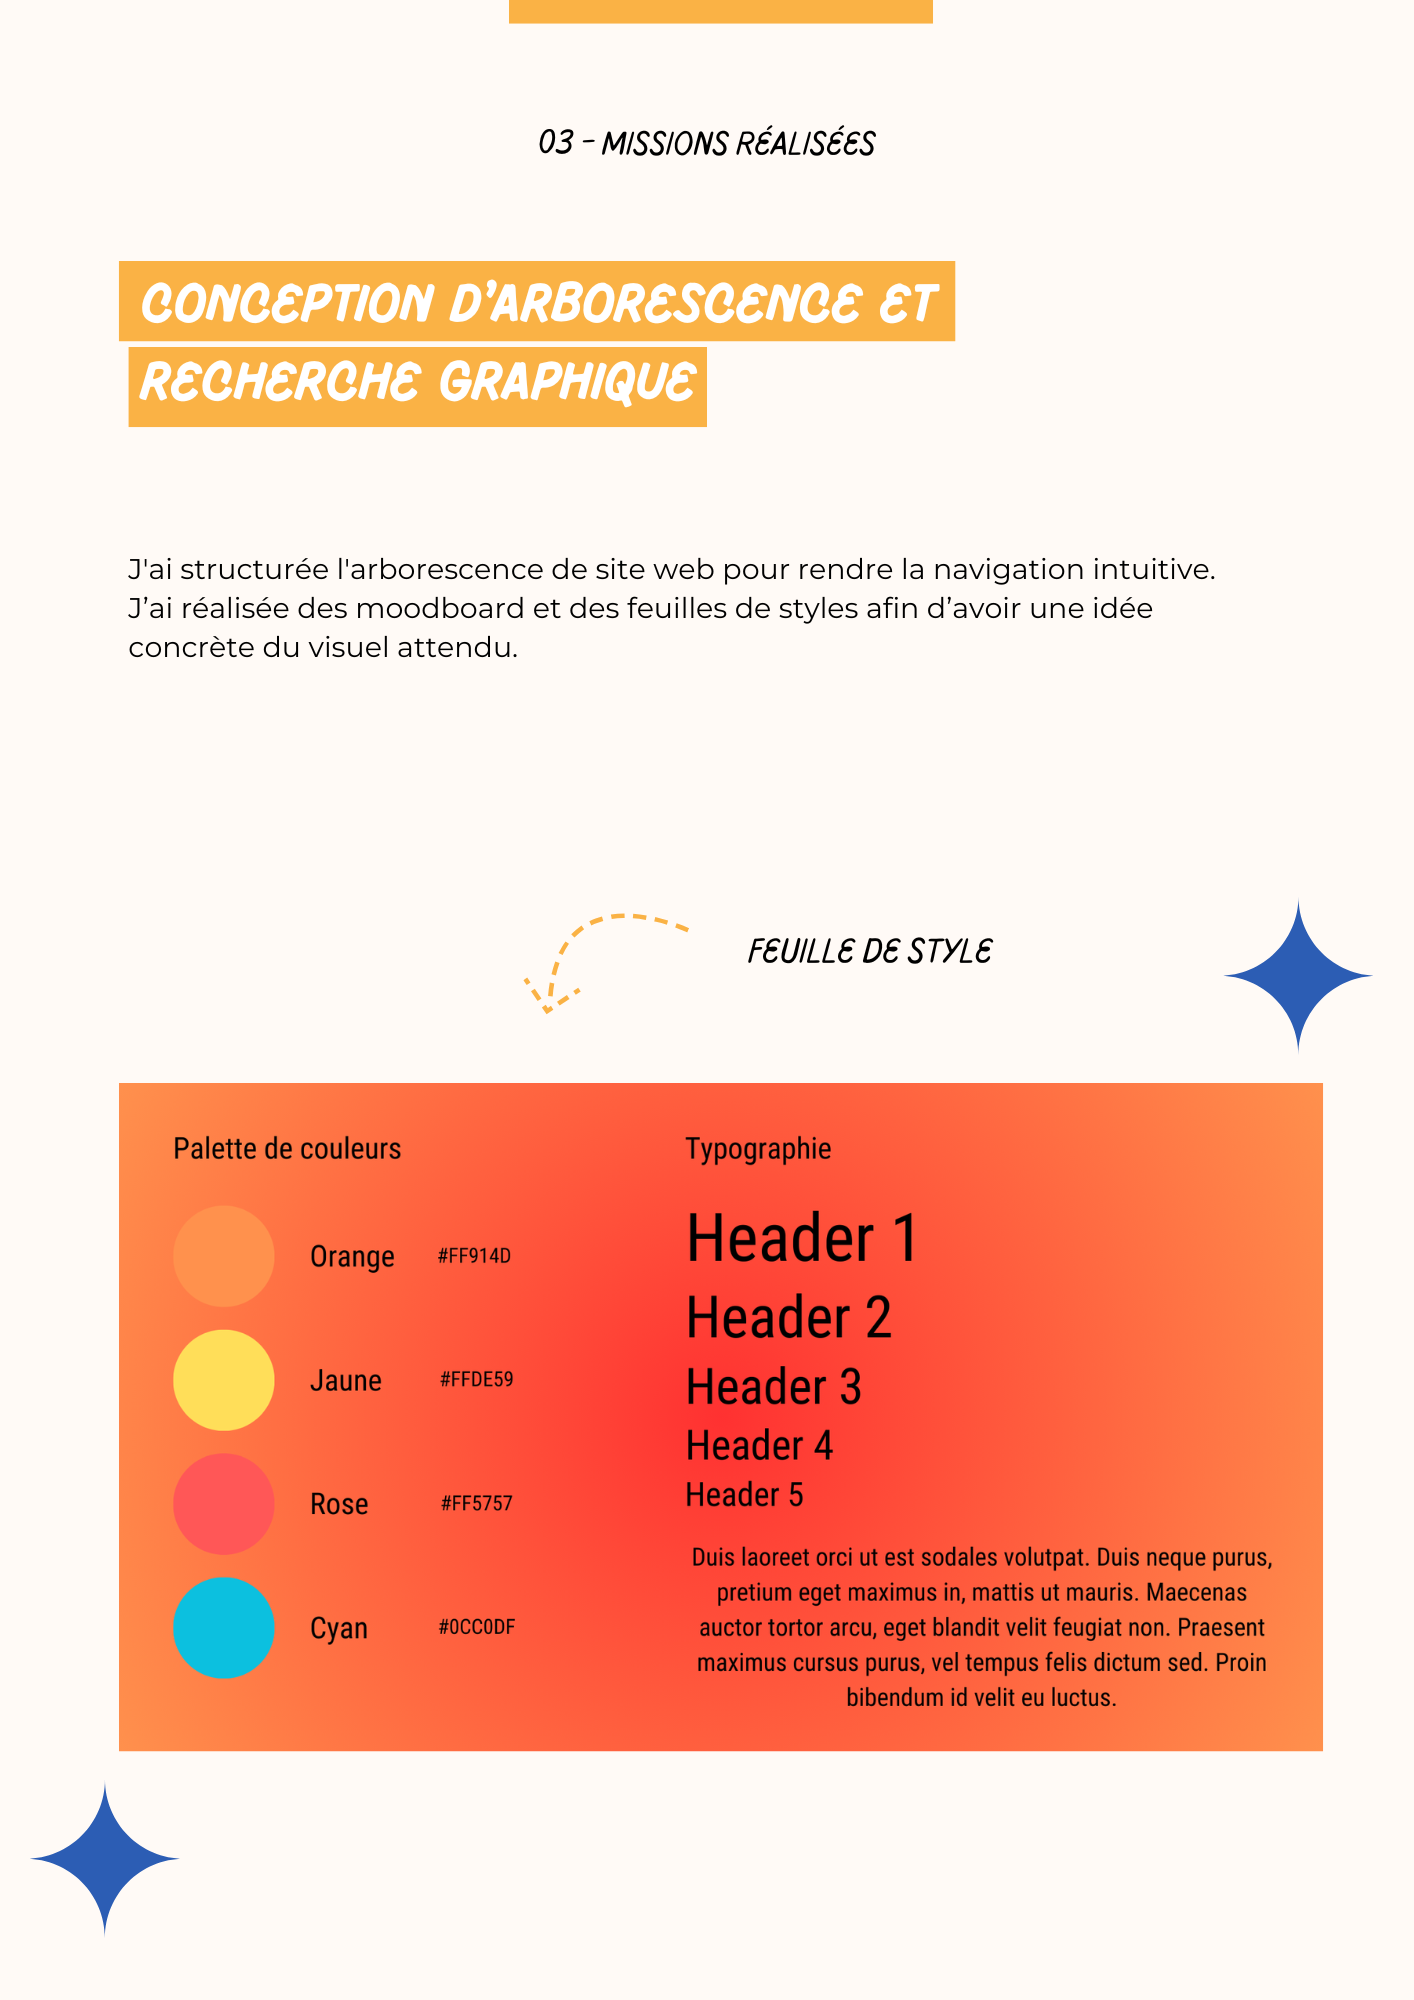 03 - MISSIONS RÉALISÉES
CONCEPTION D’ARBORESCENCE ET
RECHERCHE GRAPHIQUE
J'ai structurée l'arborescence de site web pour rendre la navigation intuitive.
J’ai réalisée des moodboard et des feuilles de styles afin d’avoir une idée
concrète du visuel attendu.
FEUILLE DE STYLE
Palette de couleurs
Orange #FF914D
Jaune #FFDE59
Rose #FF5757
Cyan #0CC0DF
Typographie
Header 1
Header 2
Header 3
Header 4
Header 5
Duis laoreet orci ut est sodales volutpat. Duis neque purus,
pretium eget maximus in, mattis ut mauris. Maecenas
auctor tortor arcu, eget blandit velit feugiat non. Praesent
maximus cursus purus, vel tempus felis dictum sed. Proin
bibendum id velit eu luctus.